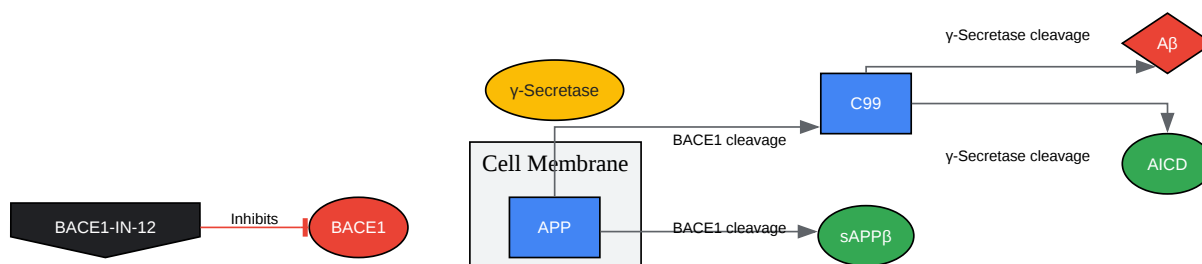 γ-Secretase cleavage
Aβ
γ-Secretase
C99
BACE1 cleavage
Cell Membrane
γ-Secretase cleavage
AICD
BACE1-IN-12
Inhibits
BACE1
APP
BACE1 cleavage
sAPPβ